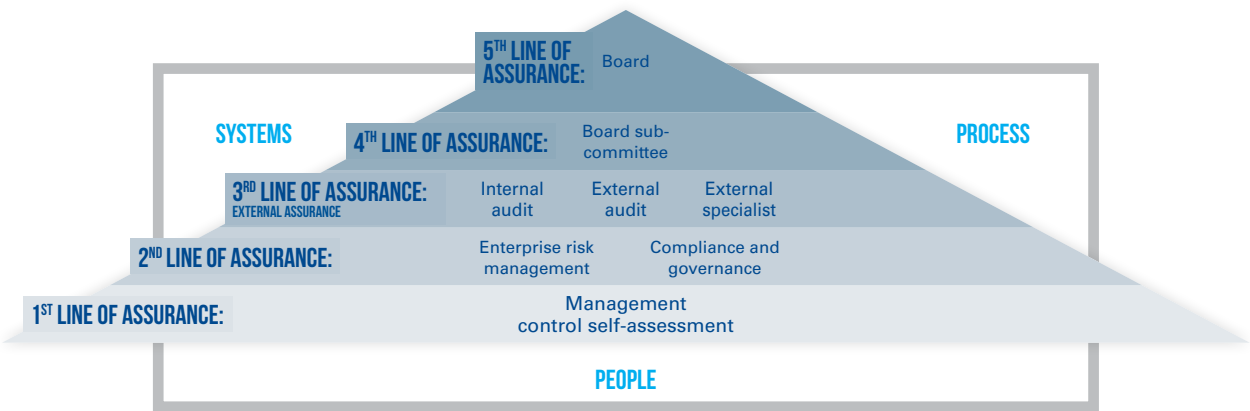 5TH LINE OF
ASSURANCE:
Board
SYSTEMS
PROCESS
4TH LINE OF ASSURANCE:
Board sub-
committee
3RD LINE OF ASSURANCE:
EXTERNAL ASSURANCE
Internal
audit
External
audit
External
specialist
2ND LINE OF ASSURANCE:
Enterprise risk
management
Compliance and
governance
1ST LINE OF ASSURANCE:
Management
control self-assessment
PEOPLE